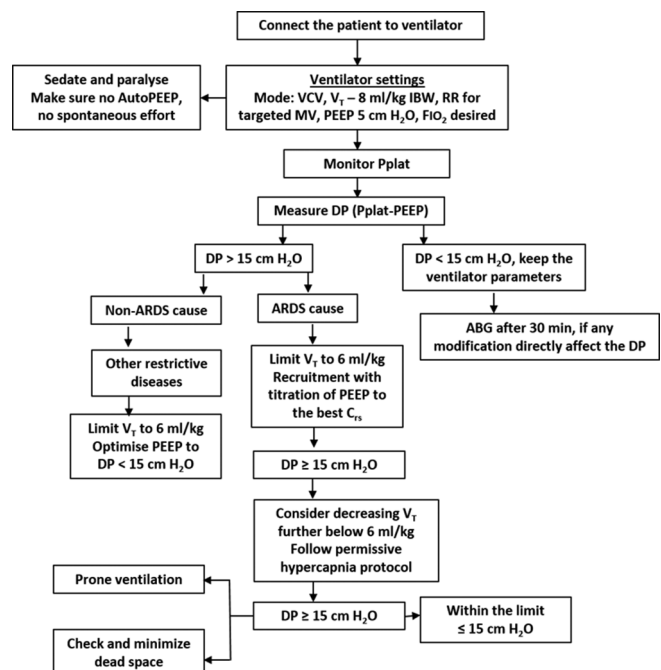 Connect the patient to ventilator
Sedate and paralyse
Make sure no AutoPEEP,
no spontaneous effort
Ventilator settings
Mode: VCV, V_T – 8 ml/kg IBW, RR for
targeted MV, PEEP 5 cm H₂O, FIO₂ desired
Monitor Pplat
Measure DP (Pplat-PEEP)
DP > 15 cm H₂O
DP < 15 cm H₂O, keep the
ventilator parameters
Non-ARDS cause
ARDS cause
ABG after 30 min, if any
modification directly affect the DP
Other restrictive
diseases
Limit V_T to 6 ml/kg
Recruitment with
titration of PEEP to
the best C_rs
Limit V_T to 6 ml/kg
Optimise PEEP to
DP < 15 cm H₂O
DP ≥ 15 cm H₂O
Consider decreasing V_T
further below 6 ml/kg
Follow permissive
hypercapnia protocol
Prone ventilation
DP ≥ 15 cm H₂O
Within the limit
≤ 15 cm H₂O
Check and minimize
dead space